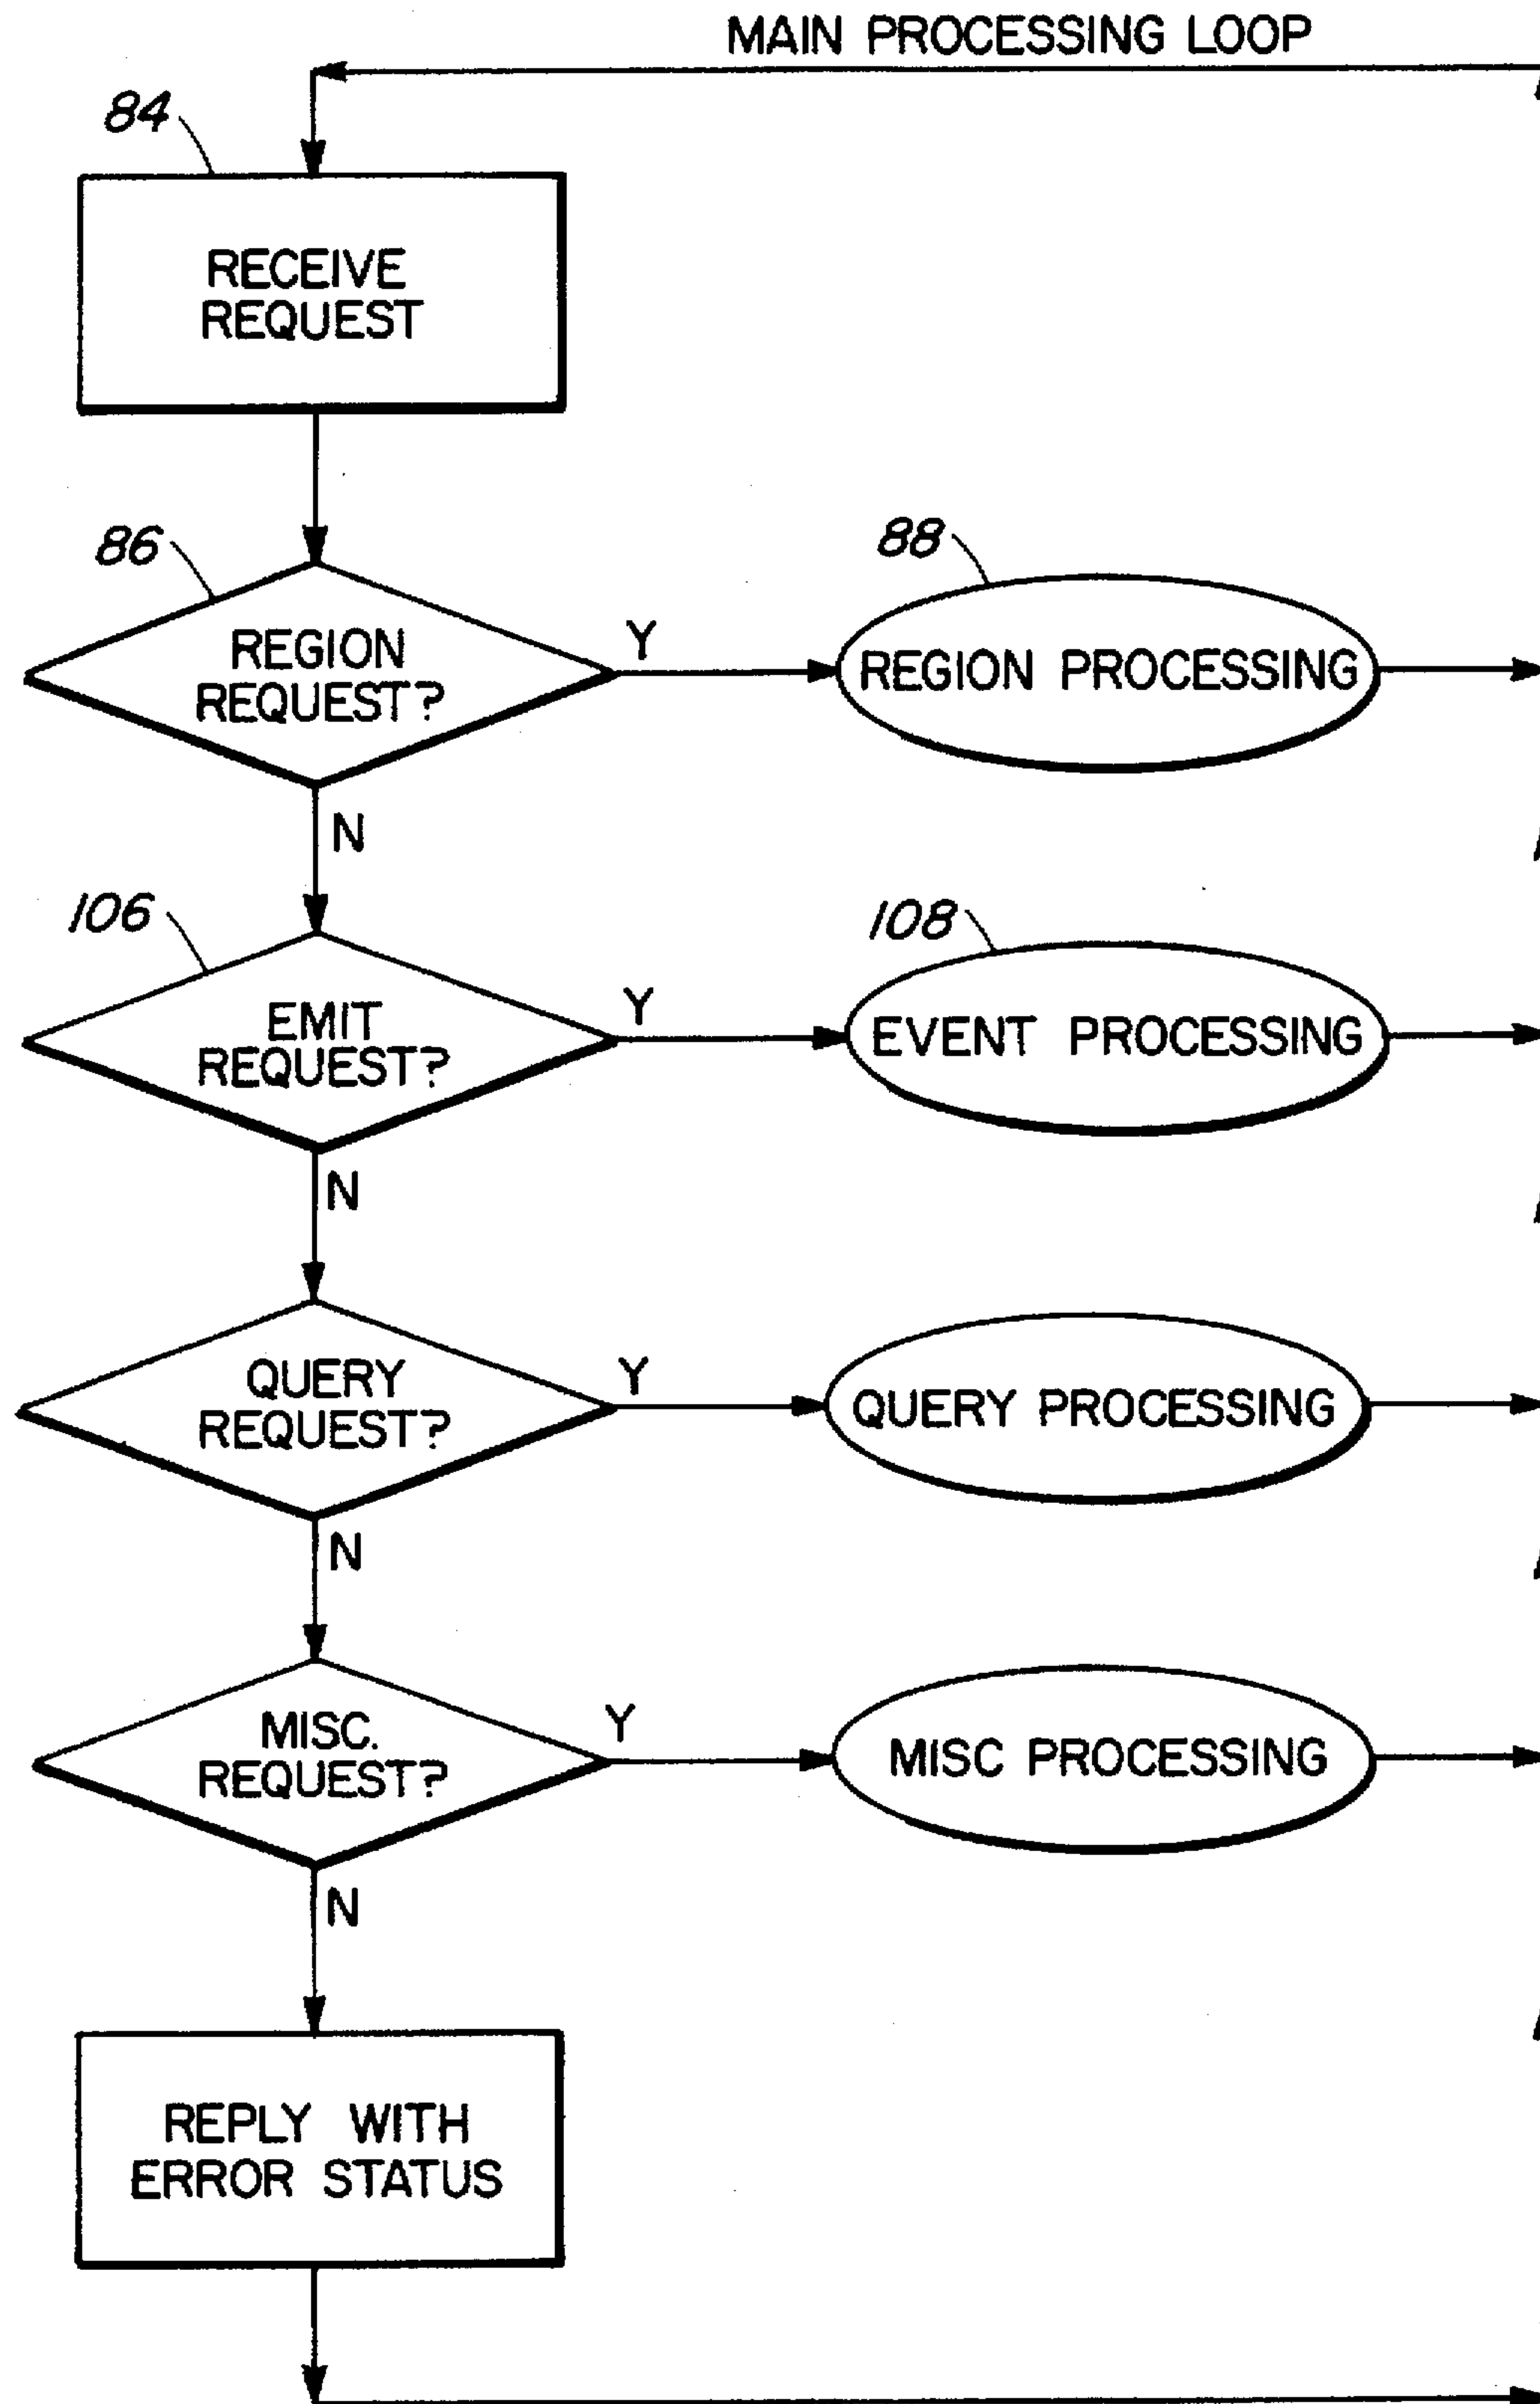 MAIN PROCESSING LOOP
84
RECEIVE
REQUEST
86
REGION
REQUEST?
Y
88
REGION PROCESSING
N
106
EMIT
REQUEST?
Y
108
EVENT PROCESSING
N
QUERY
REQUEST?
Y
QUERY PROCESSING
N
MISC.
REQUEST?
Y
MISC PROCESSING
N
REPLY WITH
ERROR STATUS